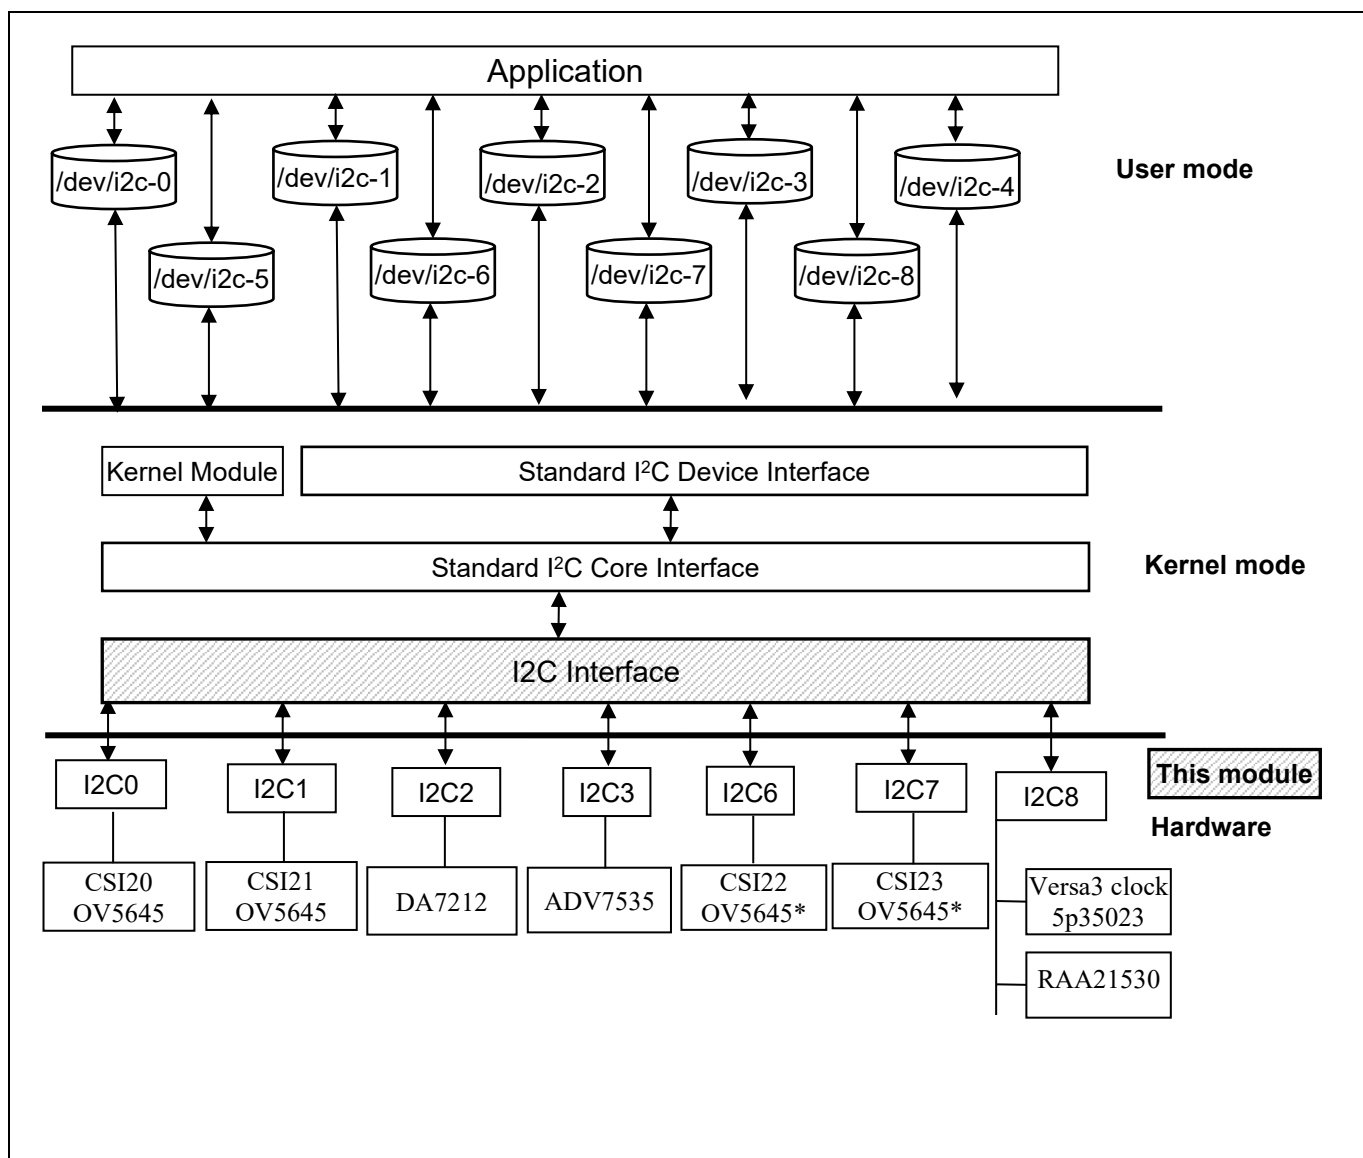 Application
/dev/i2c-0
/dev/i2c-1
/dev/i2c-2
/dev/i2c-3
/dev/i2c-4
User mode
/dev/i2c-5
/dev/i2c-6
/dev/i2c-7
/dev/i2c-8
Kernel Module
Standard I²C Device Interface
Standard I²C Core Interface
Kernel mode
I2C Interface
I2C0
I2C1
I2C2
I2C3
I2C6
I2C7
I2C8
This module
Hardware
CSI20
OV5645
CSI21
OV5645
DA7212
ADV7535
CSI22
OV5645*
CSI23
OV5645*
Versa3 clock
5p35023
RAA21530